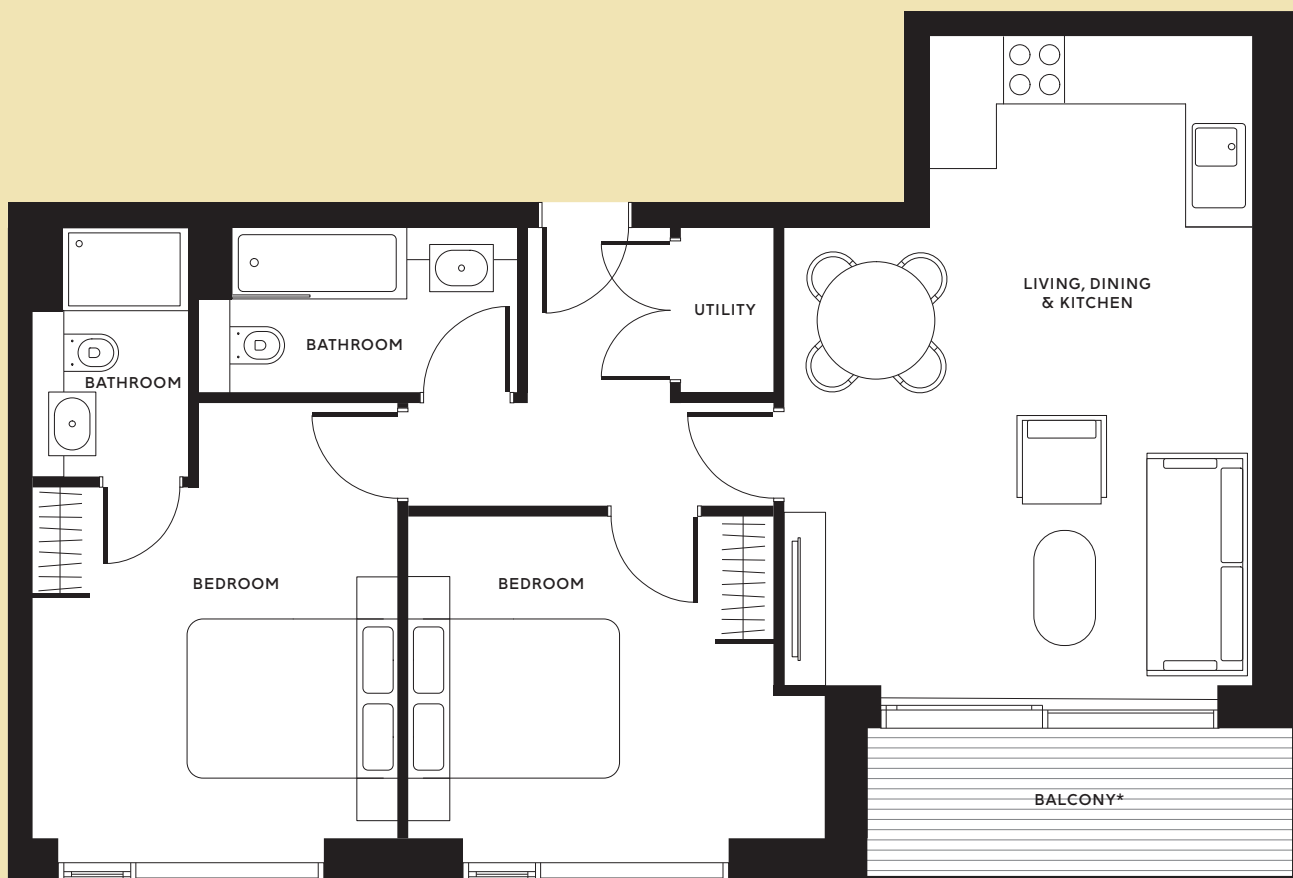 LIVING, DINING
& KITCHEN
UTILITY
BATHROOM
BATHROOM
BEDROOM
BEDROOM
BALCONY*